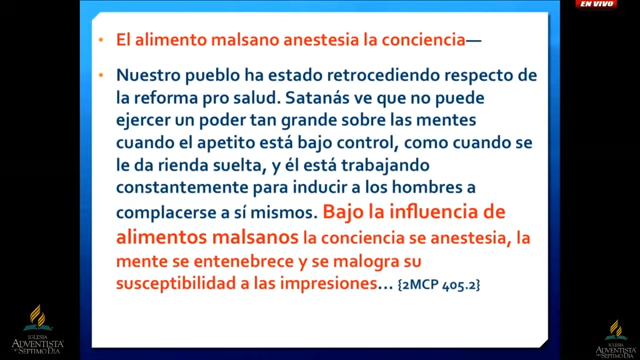 EN VIVO
El alimento malsano anestesia la conciencia—
Nuestro pueblo ha estado retrocediendo respecto de
la reforma pro salud. Satanás ve que no puede
ejercer un poder tan grande sobre las mentes
cuando el apetito está bajo control, como cuando se
le da rienda suelta, y él está trabajando
constantemente para inducir a los hombres a
complacerse a sí mismos. Bajo la influencia de
alimentos malsanos la conciencia se anestesia, la
mente se entenebrece y se malogra su
susceptibilidad a las impresiones... {2MCP 405.2}
IGLESIA
ADVENTISTA
DEL SÉPTIMO DÍA
IGLESIA
ADVENTISTA
DEL SÉPTIMO DÍA